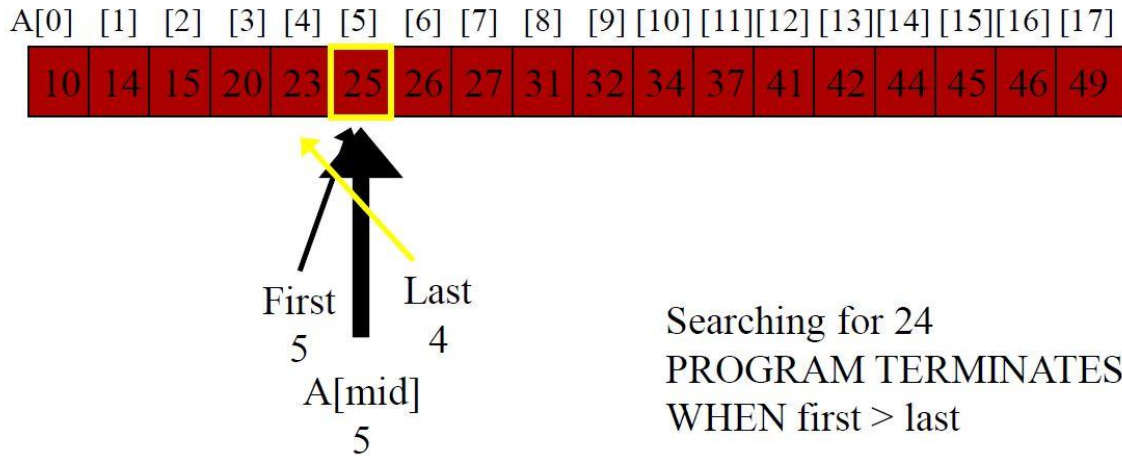 A[0] [1] [2] [3] [4] [5] [6] [7] [8] [9] [10] [11][12] [13][14] [15][16] [17]
10 14 15 20 23 25 26 27 31 32 34 37 41 42 44 45 46 49
First Last
5 4
A[mid]
5
Searching for 24
PROGRAM TERMINATES
WHEN first > last